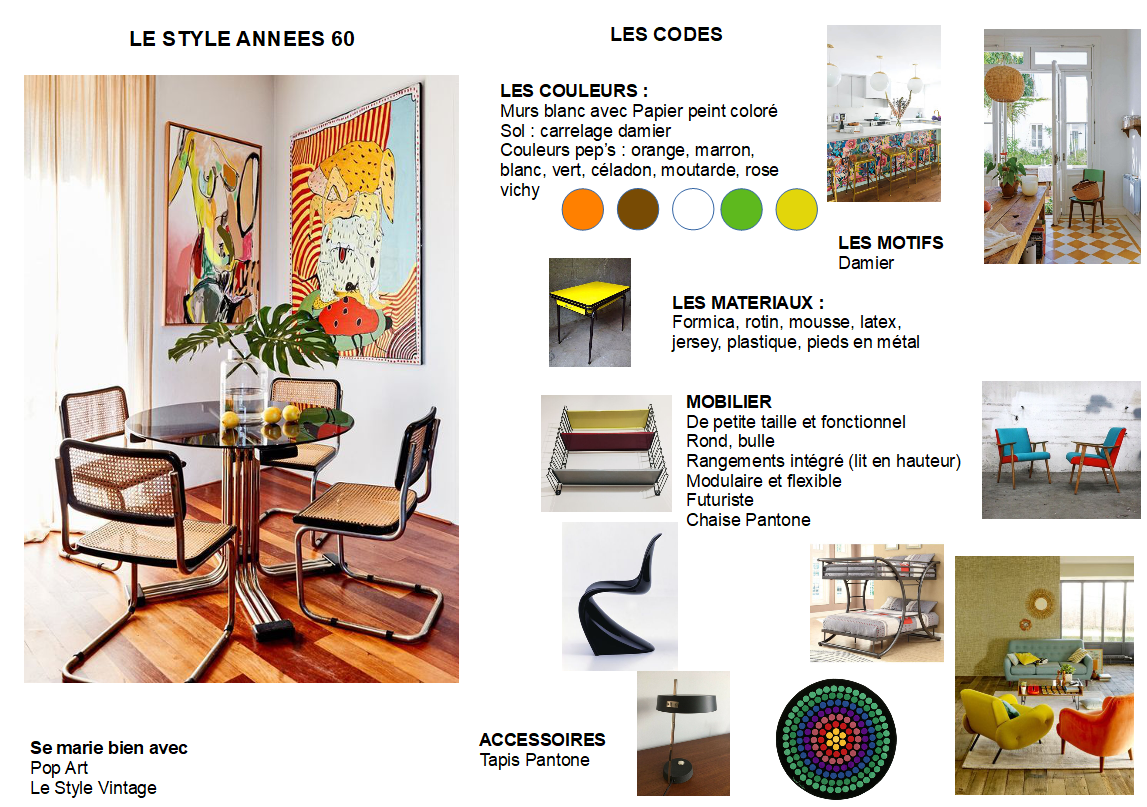 LE STYLE ANNEES 60
LES CODES
LES COULEURS :
Murs blanc avec Papier peint coloré
Sol : carrelage damier
Couleurs pep’s : orange, marron,
blanc, vert, céladon, moutarde, rose
vichy
LES MOTIFS
Damier
LES MATERIAUX :
Formica, rotin, mousse, latex,
jersey, plastique, pieds en métal
MOBILIER
De petite taille et fonctionnel
Rond, bulle
Rangements intégré (lit en hauteur)
Modulaire et flexible
Futuriste
Chaise Pantone
ACCESSOIRES
Tapis Pantone
Se marie bien avec
Pop Art
Le Style Vintage